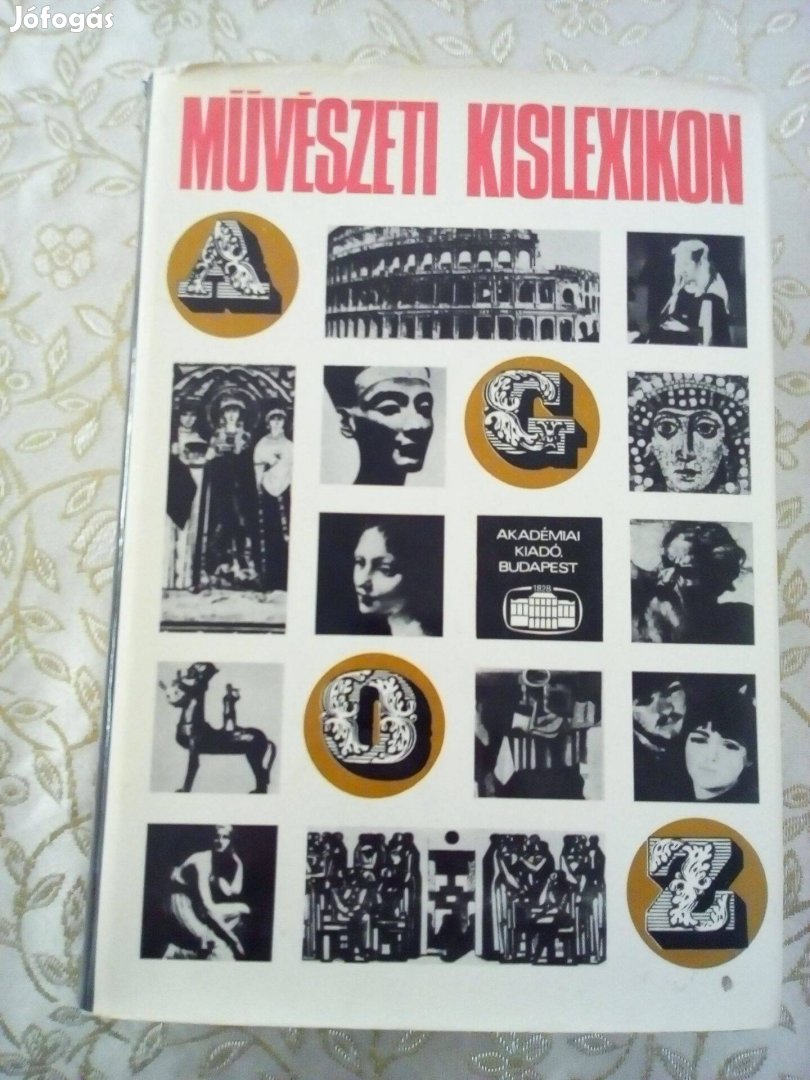 Jófogás
MŰVÉSZETI KISLEXIKON
A
G
AKADÉMIAI
KIADÓ,
BUDAPEST
1828
O
Z